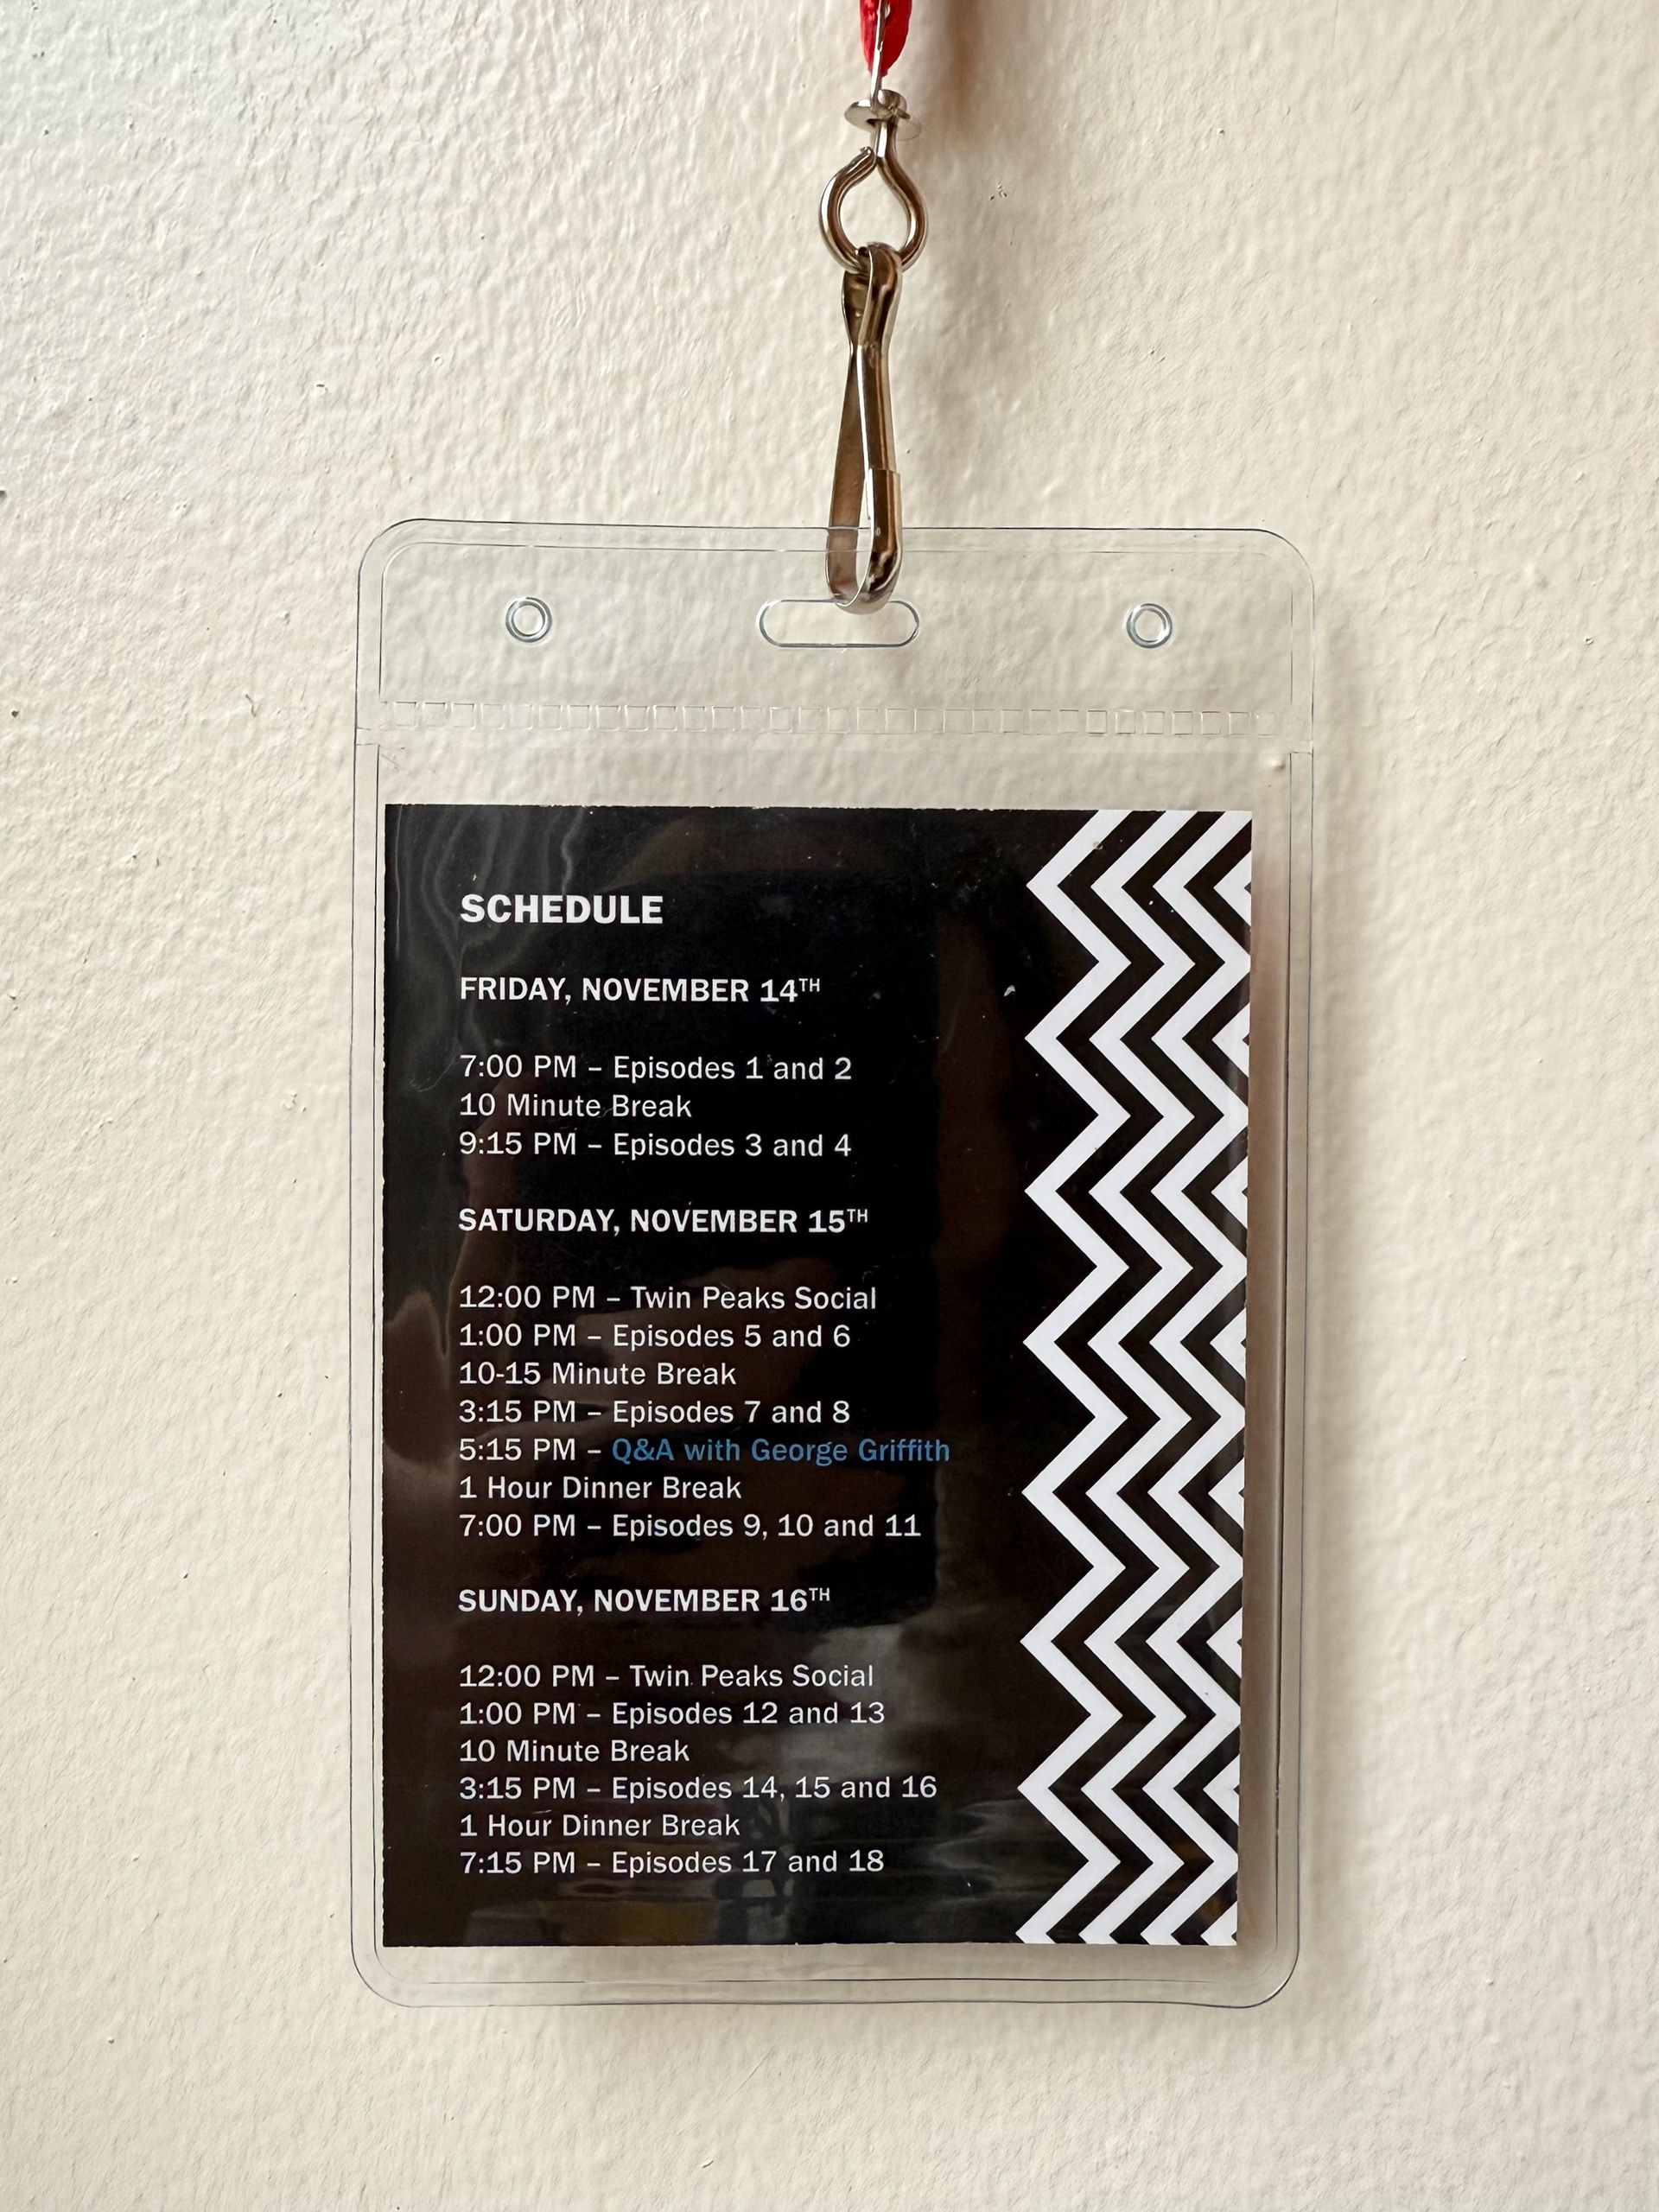 SCHEDULE
FRIDAY, NOVEMBER 14TH
7:00 PM – Episodes 1 and 2
10 Minute Break
9:15 PM – Episodes 3 and 4
SATURDAY, NOVEMBER 15TH
12:00 PM – Twin Peaks Social
1:00 PM – Episodes 5 and 6
10-15 Minute Break
3:15 PM – Episodes 7 and 8
5:15 PM – Q&A with George Griffith
1 Hour Dinner Break
7:00 PM – Episodes 9, 10 and 11
SUNDAY, NOVEMBER 16TH
12:00 PM – Twin Peaks Social
1:00 PM – Episodes 12 and 13
10 Minute Break
3:15 PM – Episodes 14, 15 and 16
1 Hour Dinner Break
7:15 PM – Episodes 17 and 18